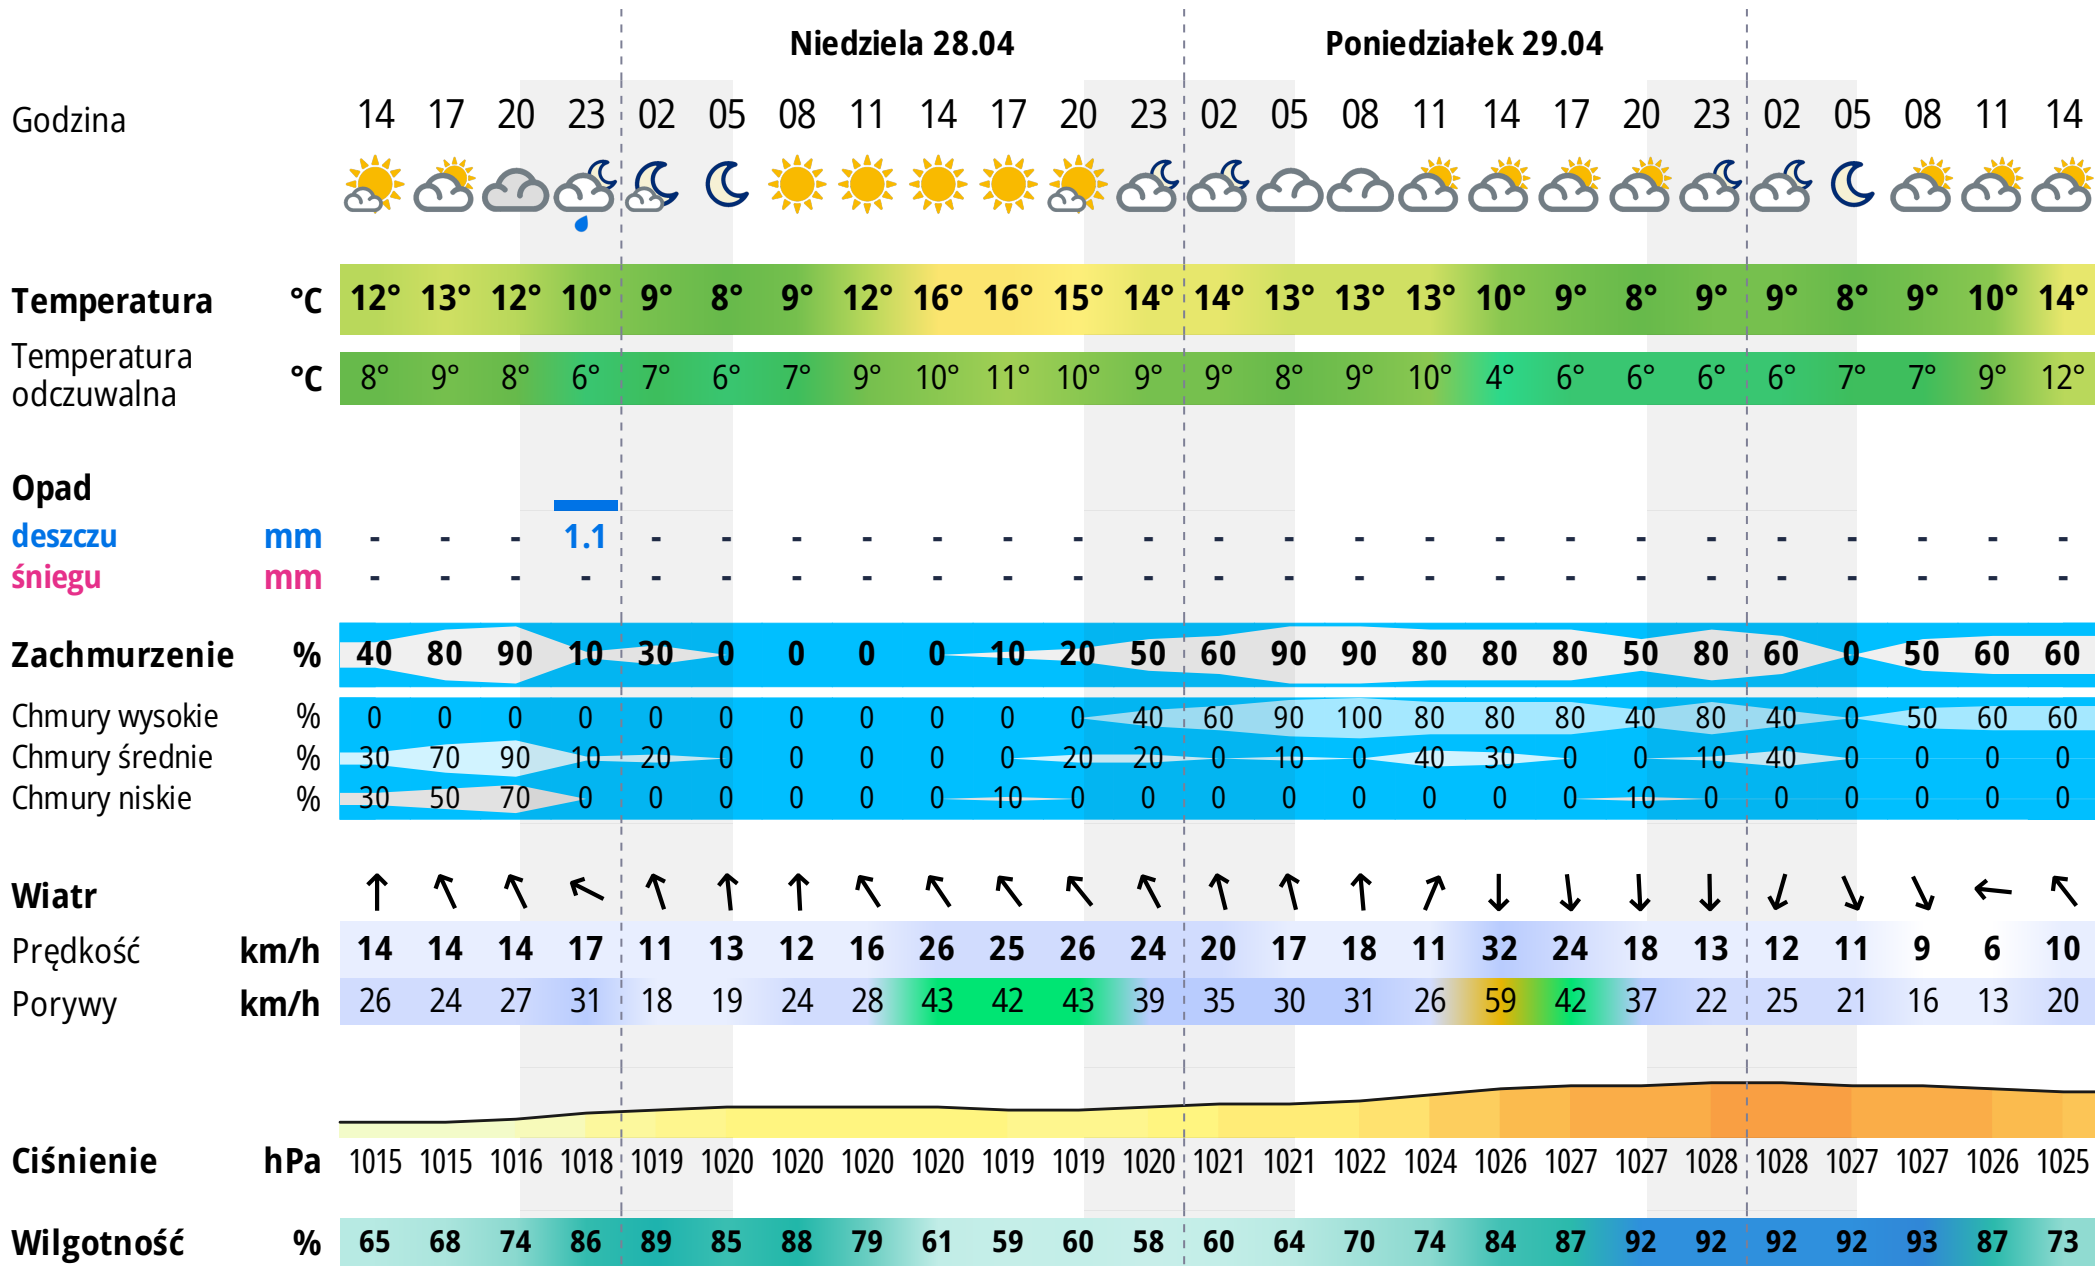 Niedziela 28.04 Poniedziałek 29.04
Godzina 14 17 20 23 02 05 08 11 14 17 20 23 02 05 08 11 14 17 20 23 02 05 08 11 14
Temperatura °C 12° 13° 12° 10° 9° 8° 9° 12° 16° 16° 15° 14° 14° 13° 13° 13° 10° 9° 8° 9° 9° 8° 9° 10° 14°
Temperatura
odczuwalna °C 8° 9° 8° 6° 7° 6° 7° 9° 10° 11° 10° 9° 9° 8° 9° 10° 4° 6° 6° 6° 6° 7° 7° 9° 12°
Opad
deszczu mm - - - 1.1 - - - - - - - - - - - - - - - - - - - - -
śniegu mm - - - - - - - - - - - - - - - - - - - - - - - - -
Zachmurzenie % 40 80 90 10 30 0 0 0 0 10 20 50 60 90 90 80 80 80 50 80 60 0 50 60 60
Chmury wysokie % 0 0 0 0 0 0 0 0 0 0 0 40 60 90 100 80 80 80 40 80 40 0 50 60 60
Chmury średnie % 30 70 90 10 20 0 0 0 0 0 20 20 0 10 0 40 30 0 0 10 40 0 0 0 0
Chmury niskie % 30 50 70 0 0 0 0 0 0 10 0 0 0 0 0 0 0 0 10 0 0 0 0 0 0
Wiatr
Prędkość km/h 14 14 14 17 11 13 12 16 26 25 26 24 20 17 18 11 32 24 18 13 12 11 9 6 10
Porywy km/h 26 24 27 31 18 19 24 28 43 42 43 39 35 30 31 26 59 42 37 22 25 21 16 13 20
Ciśnienie hPa 1015 1015 1016 1018 1019 1020 1020 1020 1020 1019 1019 1020 1021 1021 1022 1024 1026 1027 1027 1028 1028 1027 1027 1026 1025
Wilgotność % 65 68 74 86 89 85 88 79 61 59 60 58 60 64 70 74 84 87 92 92 92 92 93 87 73